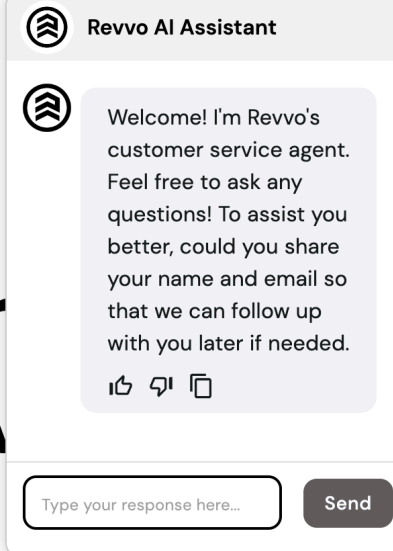 Revvo AI Assistant
Welcome! I'm Revvo's
customer service agent.
Feel free to ask any
questions! To assist you
better, could you share
your name and email so
that we can follow up
with you later if needed.
Type your response here...
Send